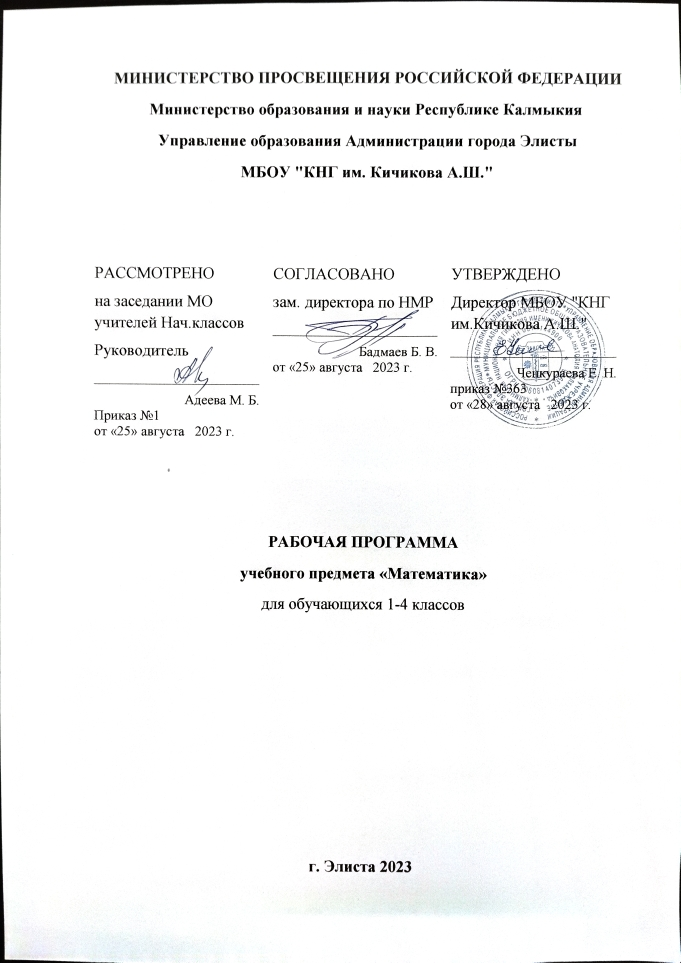 МИНИСТЕРСТВО ПРОСВЕЩЕНИЯ РОССИЙСКОЙ ФЕДЕРАЦИИ
Министерство образования и науки Республике Калмыкия
Управление образования Администрации города Элисты
МБОУ "КНГ им. Кичикова А.Ш."
РАССМОТРЕНО
на заседании МО
учителей Нач.классов
Руководитель
Адеева М. Б.
Приказ №1
от «25» августа 2023 г.
СОГЛАСОВАНО
зам. директора по НМР
Бадмаев Б. В.
от «25» августа 2023 г.
УТВЕРЖДЕНО
Директор МБОУ "КНГ
им.Кичикова А.Ш."
Ченкураева Е. Н.
приказ №363
от «28» августа 2023 г.
РАБОЧАЯ ПРОГРАММА
учебного предмета «Математика»
для обучающихся 1-4 классов
г. Элиста 2023